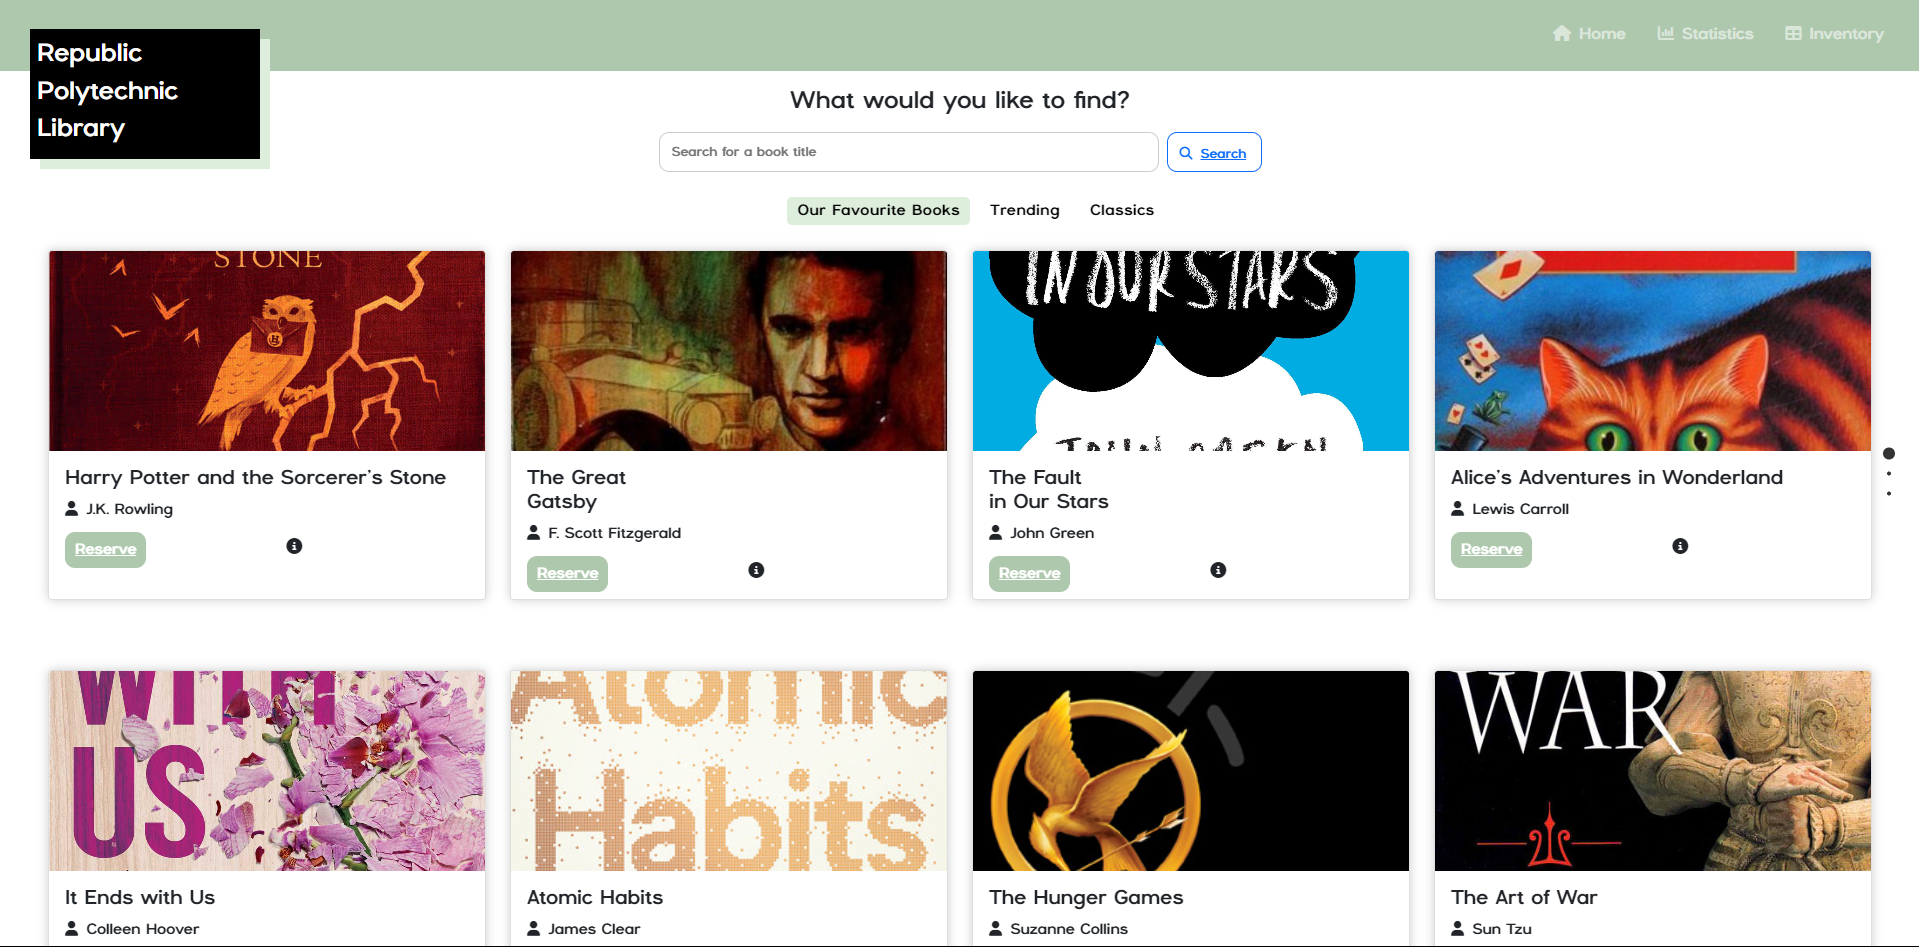 Home
Statistics
Inventory
Republic
Polytechnic
Library
What would you like to find?
Search for a book title
Search
Our Favourite Books
Trending
Classics
STONE
H
IN OUR STARS
Harry Potter and the Sorcerer's Stone
J.K. Rowling
Reserve
The Great
Gatsby
F. Scott Fitzgerald
Reserve
The Fault
in Our Stars
John Green
Reserve
Alice's Adventures in Wonderland
Lewis Carroll
Reserve
WITH
US
Atomic
Habits
WAR
It Ends with Us
Colleen Hoover
Atomic Habits
James Clear
The Hunger Games
Suzanne Collins
The Art of War
Sun Tzu